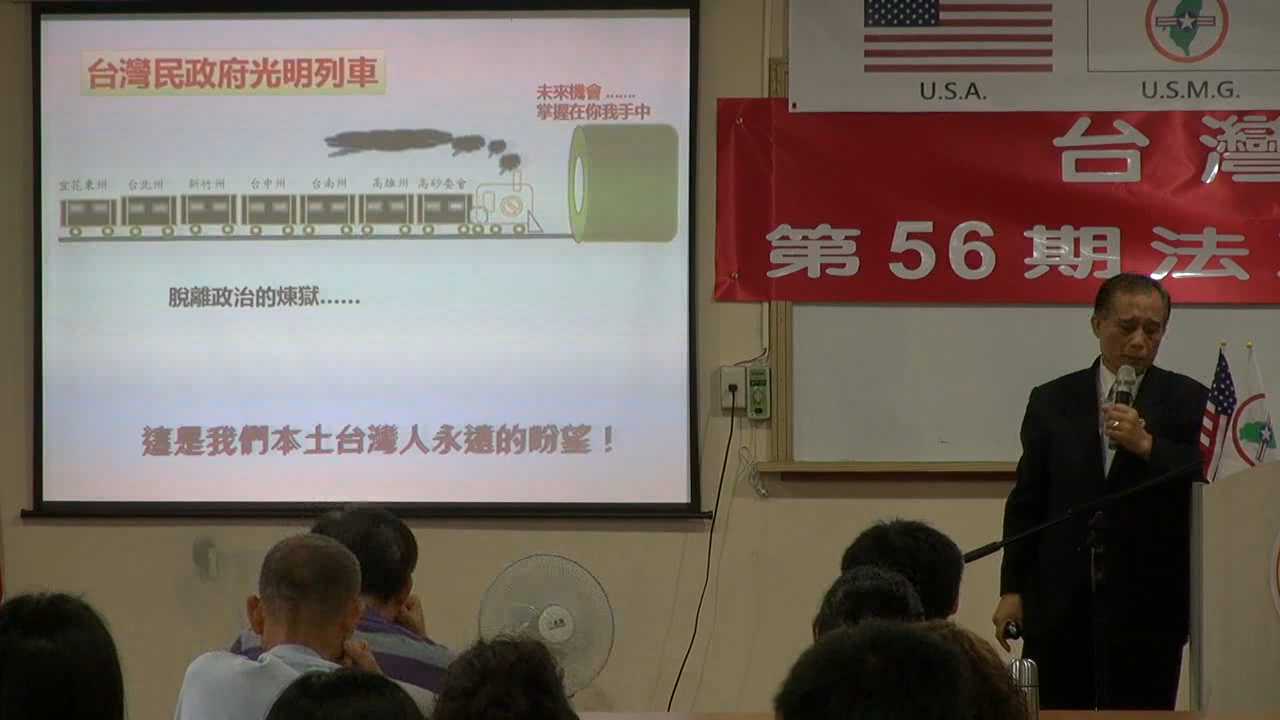 台灣民政府光明列車
未來機會......
掌握在你我手中
宜花東州 台北州 新竹州 台中州 台南州 高雄州 高砂委會
脫離政治的煉獄......
這是我們本土台灣人永遠的盼望！
U.S.A. U.S.M.G.
台灣
第56期法